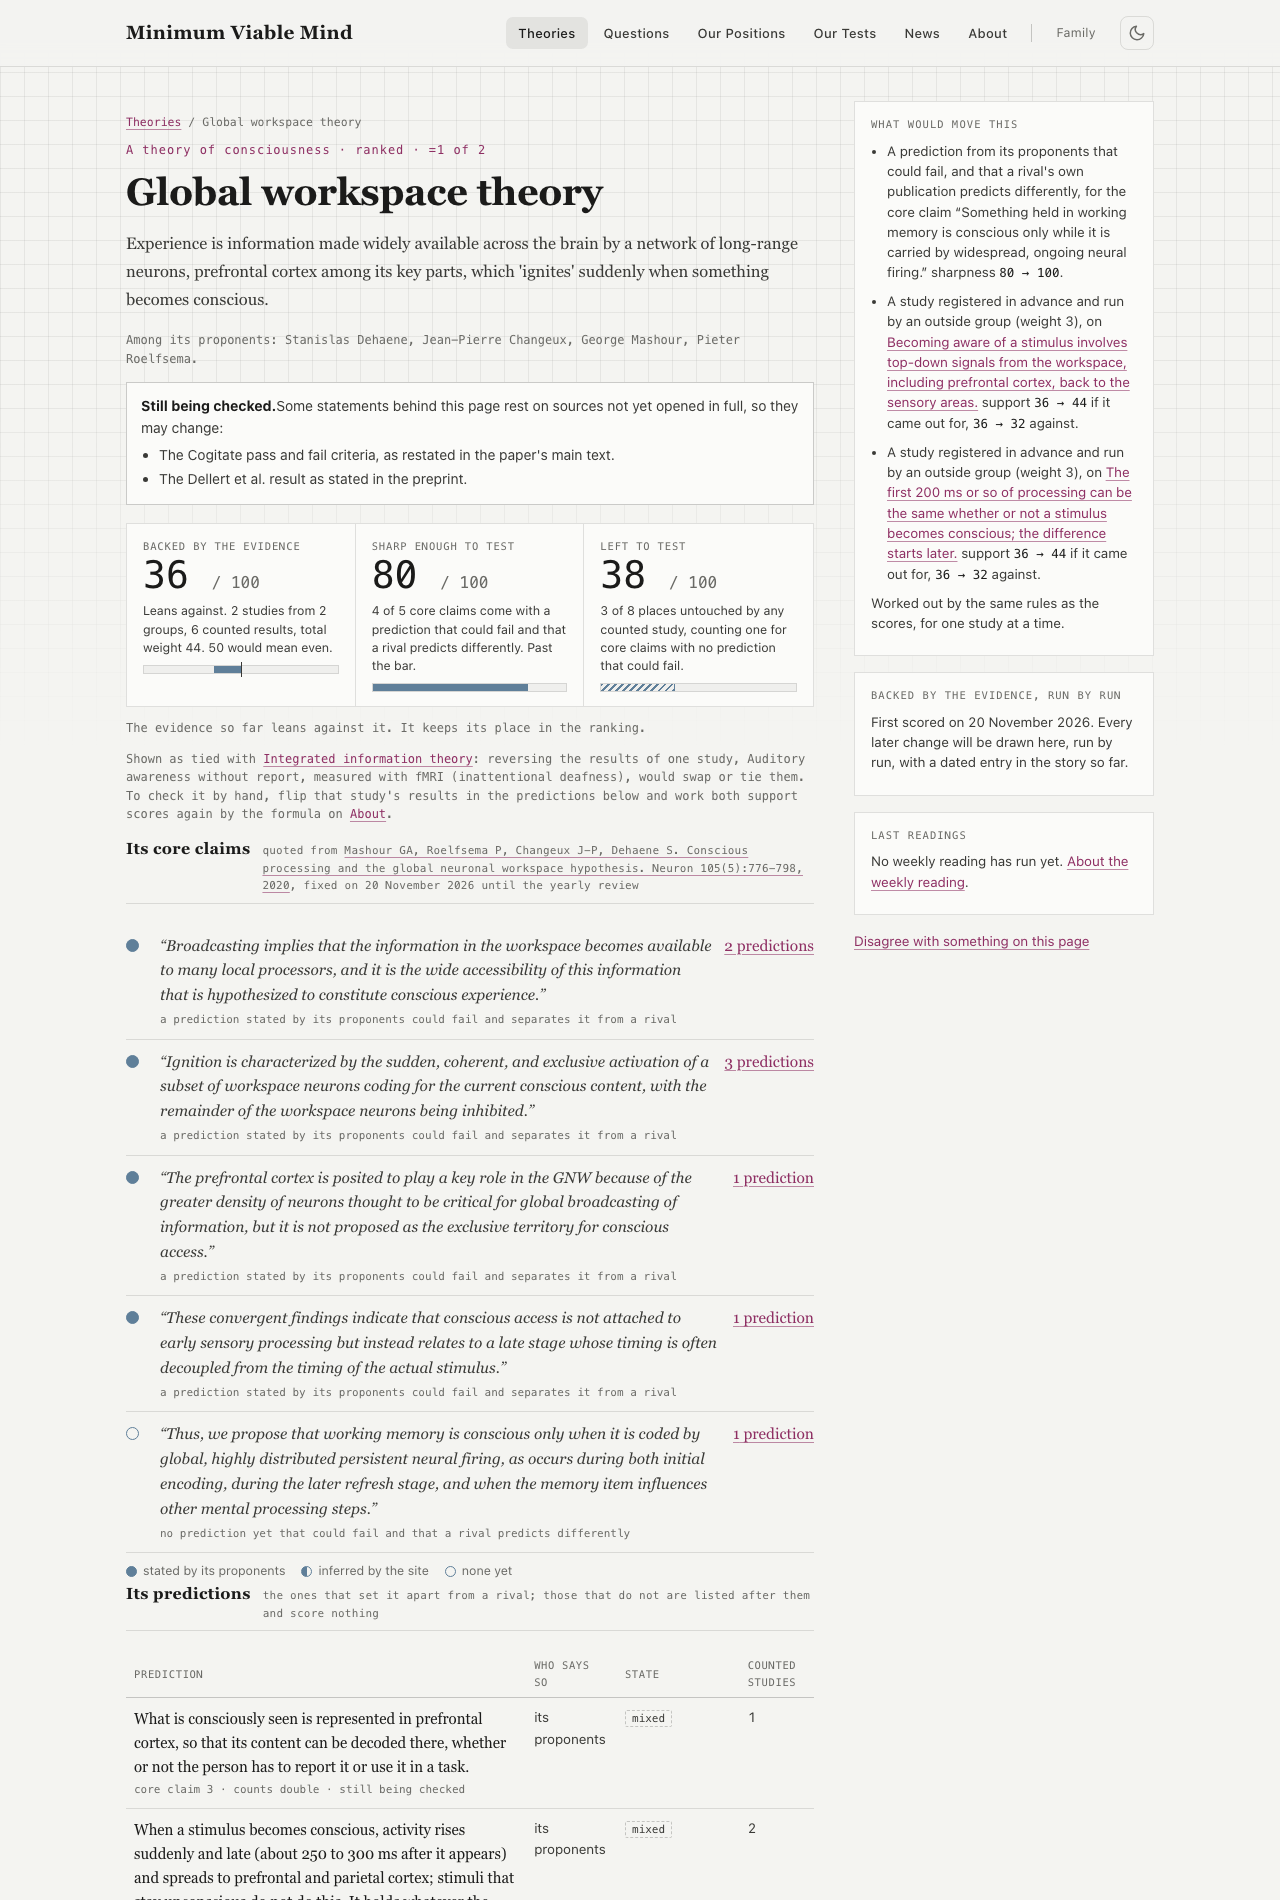 Minimum Viable Mind
Theories
Questions
Our Positions
Our Tests
News
About
Family
Theories / Global workspace theory
A theory of consciousness · ranked · =1 of 2
Global workspace theory
Experience is information made widely available across the brain by a network of long-range
neurons, prefrontal cortex among its key parts, which 'ignites' suddenly when something
becomes conscious.
Among its proponents: Stanislas Dehaene, Jean-Pierre Changeux, George Mashour, Pieter
Roelfsema.
Still being checked.Some statements behind this page rest on sources not yet opened in full, so they
may change:
• The Cogitate pass and fail criteria, as restated in the paper's main text.
• The Dellert et al. result as stated in the preprint.
BACKED BY THE EVIDENCE
36 / 100
Leans against. 2 studies from 2
groups, 6 counted results, total
weight 44. 50 would mean even.
SHARP ENOUGH TO TEST
80 / 100
4 of 5 core claims come with a
prediction that could fail and that
a rival predicts differently. Past
the bar.
LEFT TO TEST
38 / 100
3 of 8 places untouched by any
counted study, counting one for
core claims with no prediction
that could fail.
The evidence so far leans against it. It keeps its place in the ranking.
Shown as tied with Integrated information theory: reversing the results of one study, Auditory
awareness without report, measured with fMRI (inattentional deafness), would swap or tie them.
To check it by hand, flip that study's results in the predictions below and work both support
scores again by the formula on About.
Its core claims
quoted from Mashour GA, Roelfsema P, Changeux J-P, Dehaene S. Conscious
processing and the global neuronal workspace hypothesis. Neuron 105(5):776-798,
2020, fixed on 20 November 2026 until the yearly review
“Broadcasting implies that the information in the workspace becomes available
to many local processors, and it is the wide accessibility of this information
that is hypothesized to constitute conscious experience.”
2 predictions
a prediction stated by its proponents could fail and separates it from a rival
“Ignition is characterized by the sudden, coherent, and exclusive activation of a
subset of workspace neurons coding for the current conscious content, with the
remainder of the workspace neurons being inhibited.”
3 predictions
a prediction stated by its proponents could fail and separates it from a rival
“The prefrontal cortex is posited to play a key role in the GNW because of the
greater density of neurons thought to be critical for global broadcasting of
information, but it is not proposed as the exclusive territory for conscious
access.”
1 prediction
a prediction stated by its proponents could fail and separates it from a rival
“These convergent findings indicate that conscious access is not attached to
early sensory processing but instead relates to a late stage whose timing is often
decoupled from the timing of the actual stimulus.”
1 prediction
a prediction stated by its proponents could fail and separates it from a rival
“Thus, we propose that working memory is conscious only when it is coded by
global, highly distributed persistent neural firing, as occurs during both initial
encoding, during the later refresh stage, and when the memory item influences
other mental processing steps.”
1 prediction
no prediction yet that could fail and that a rival predicts differently
stated by its proponents
inferred by the site
none yet
Its predictions
the ones that set it apart from a rival; those that do not are listed after them
and score nothing
PREDICTION
WHO SAYS
SO
STATE
COUNTED
STUDIES
What is consciously seen is represented in prefrontal
cortex, so that its content can be decoded there, whether
or not the person has to report it or use it in a task.
core claim 3 · counts double · still being checked
its
proponents
mixed
1
When a stimulus becomes conscious, activity rises
suddenly and late (about 250 to 300 ms after it appears)
and spreads to prefrontal and parietal cortex; stimuli that
its
proponents
mixed
2
WHAT WOULD MOVE THIS
• A prediction from its proponents that
could fail, and that a rival's own
publication predicts differently, for the
core claim “Something held in working
memory is conscious only while it is
carried by widespread, ongoing neural
firing.” sharpness 80 → 100.
• A study registered in advance and run
by an outside group (weight 3), on
Becoming aware of a stimulus involves
top-down signals from the workspace,
including prefrontal cortex, back to the
sensory areas. support 36 → 44 if it
came out for, 36 → 32 against.
• A study registered in advance and run
by an outside group (weight 3), on The
first 200 ms or so of processing can be
the same whether or not a stimulus
becomes conscious; the difference
starts later. support 36 → 44 if it came
out for, 36 → 32 against.
Worked out by the same rules as the
scores, for one study at a time.
BACKED BY THE EVIDENCE, RUN BY RUN
First scored on 20 November 2026. Every
later change will be drawn here, run by
run, with a dated entry in the story so far.
LAST READINGS
No weekly reading has run yet. About the
weekly reading.
Disagree with something on this page